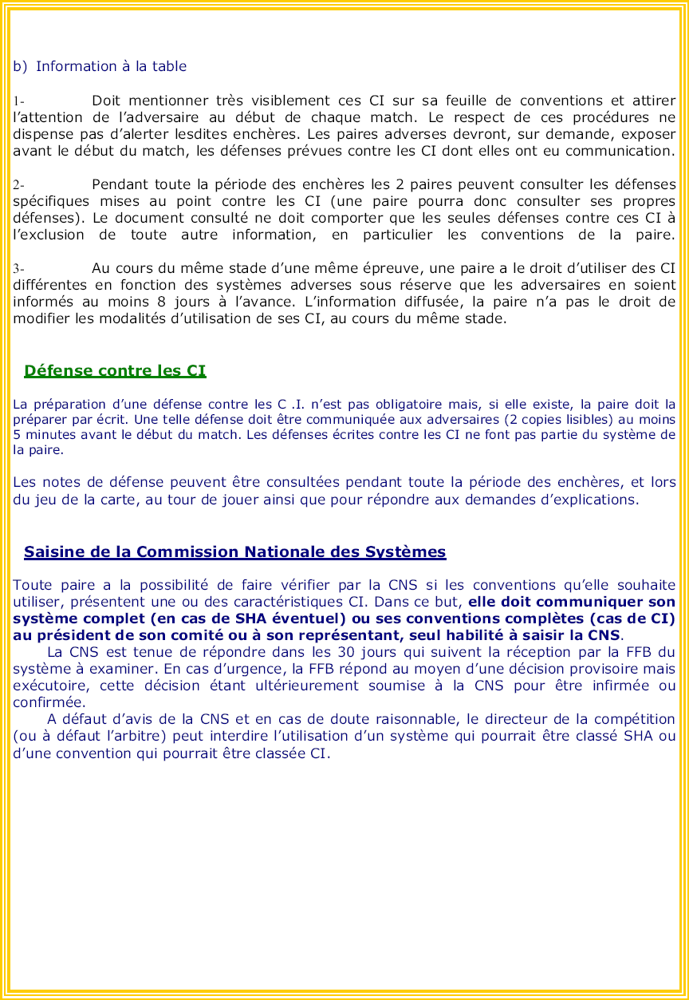 b) Information à la table
1- Doit mentionner très visiblement ces CI sur sa feuille de conventions et attirer
l’attention de l’adversaire au début de chaque match. Le respect de ces procédures ne
dispense pas d’alerter lesdites enchères. Les paires adverses devront, sur demande, exposer
avant le début du match, les défenses prévues contre les CI dont elles ont eu communication.
2- Pendant toute la période des enchères les 2 paires peuvent consulter les défenses
spécifiques mises au point contre les CI (une paire pourra donc consulter ses propres
défenses). Le document consulté ne doit comporter que les seules défenses contre ces CI à
l’exclusion de toute autre information, en particulier les conventions de la paire.
3- Au cours du même stade d’une même épreuve, une paire a le droit d’utiliser des CI
différentes en fonction des systèmes adverses sous réserve que les adversaires en soient
informés au moins 8 jours à l’avance. L’information diffusée, la paire n’a pas le droit de
modifier les modalités d’utilisation de ses CI, au cours du même stade.
Défense contre les CI
La préparation d’une défense contre les C .I. n’est pas obligatoire mais, si elle existe, la paire doit la
préparer par écrit. Une telle défense doit être communiquée aux adversaires (2 copies lisibles) au moins
5 minutes avant le début du match. Les défenses écrites contre les CI ne font pas partie du système de
la paire.
Les notes de défense peuvent être consultées pendant toute la période des enchères, et lors
du jeu de la carte, au tour de jouer ainsi que pour répondre aux demandes d’explications.
Saisine de la Commission Nationale des Systèmes
Toute paire a la possibilité de faire vérifier par la CNS si les conventions qu’elle souhaite
utiliser, présentent une ou des caractéristiques CI. Dans ce but, elle doit communiquer son
système complet (en cas de SHA éventuel) ou ses conventions complètes (cas de CI)
au président de son comité ou à son représentant, seul habilité à saisir la CNS.
La CNS est tenue de répondre dans les 30 jours qui suivent la réception par la FFB du
système à examiner. En cas d’urgence, la FFB répond au moyen d’une décision provisoire mais
exécutoire, cette décision étant ultérieurement soumise à la CNS pour être infirmée ou
confirmée.
A défaut d’avis de la CNS et en cas de doute raisonnable, le directeur de la compétition
(ou à défaut l’arbitre) peut interdire l’utilisation d’un système qui pourrait être classé SHA ou
d’une convention qui pourrait être classée CI.